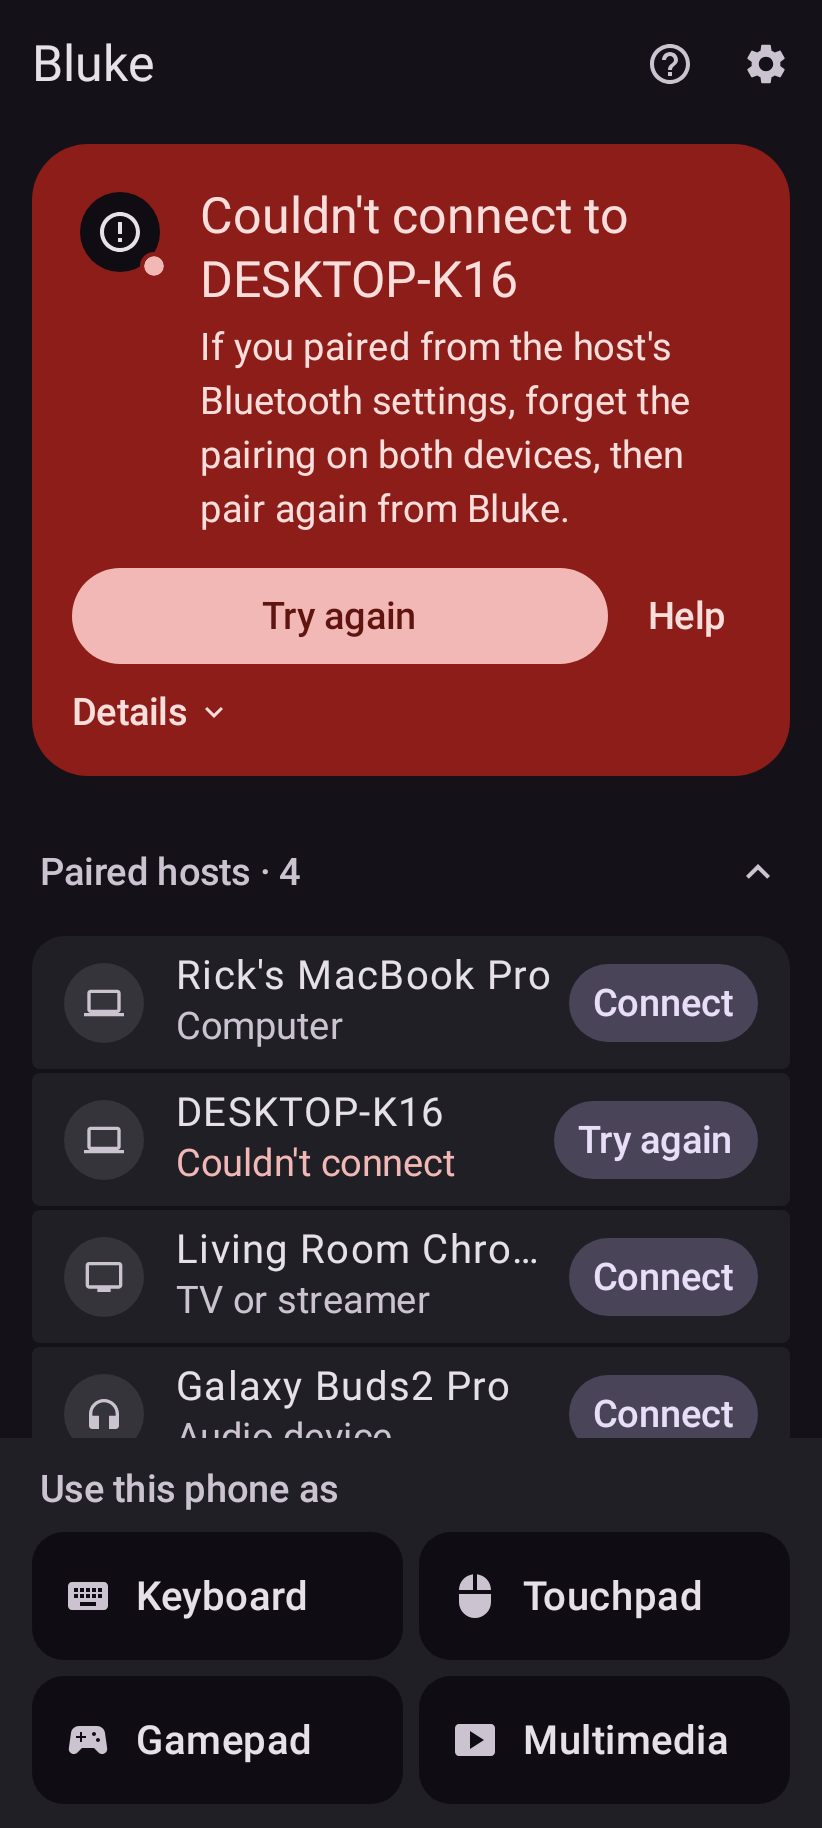 Bluke
Couldn't connect to
DESKTOP-K16
If you paired from the host's
Bluetooth settings, forget the
pairing on both devices, then
pair again from Bluke.
Try again
Help
Details
Paired hosts · 4
Rick's MacBook Pro
Computer
Connect
DESKTOP-K16
Couldn't connect
Try again
Living Room Chro...
TV or streamer
Connect
Galaxy Buds2 Pro
Audio device
Connect
Use this phone as
Keyboard
Touchpad
Gamepad
Multimedia